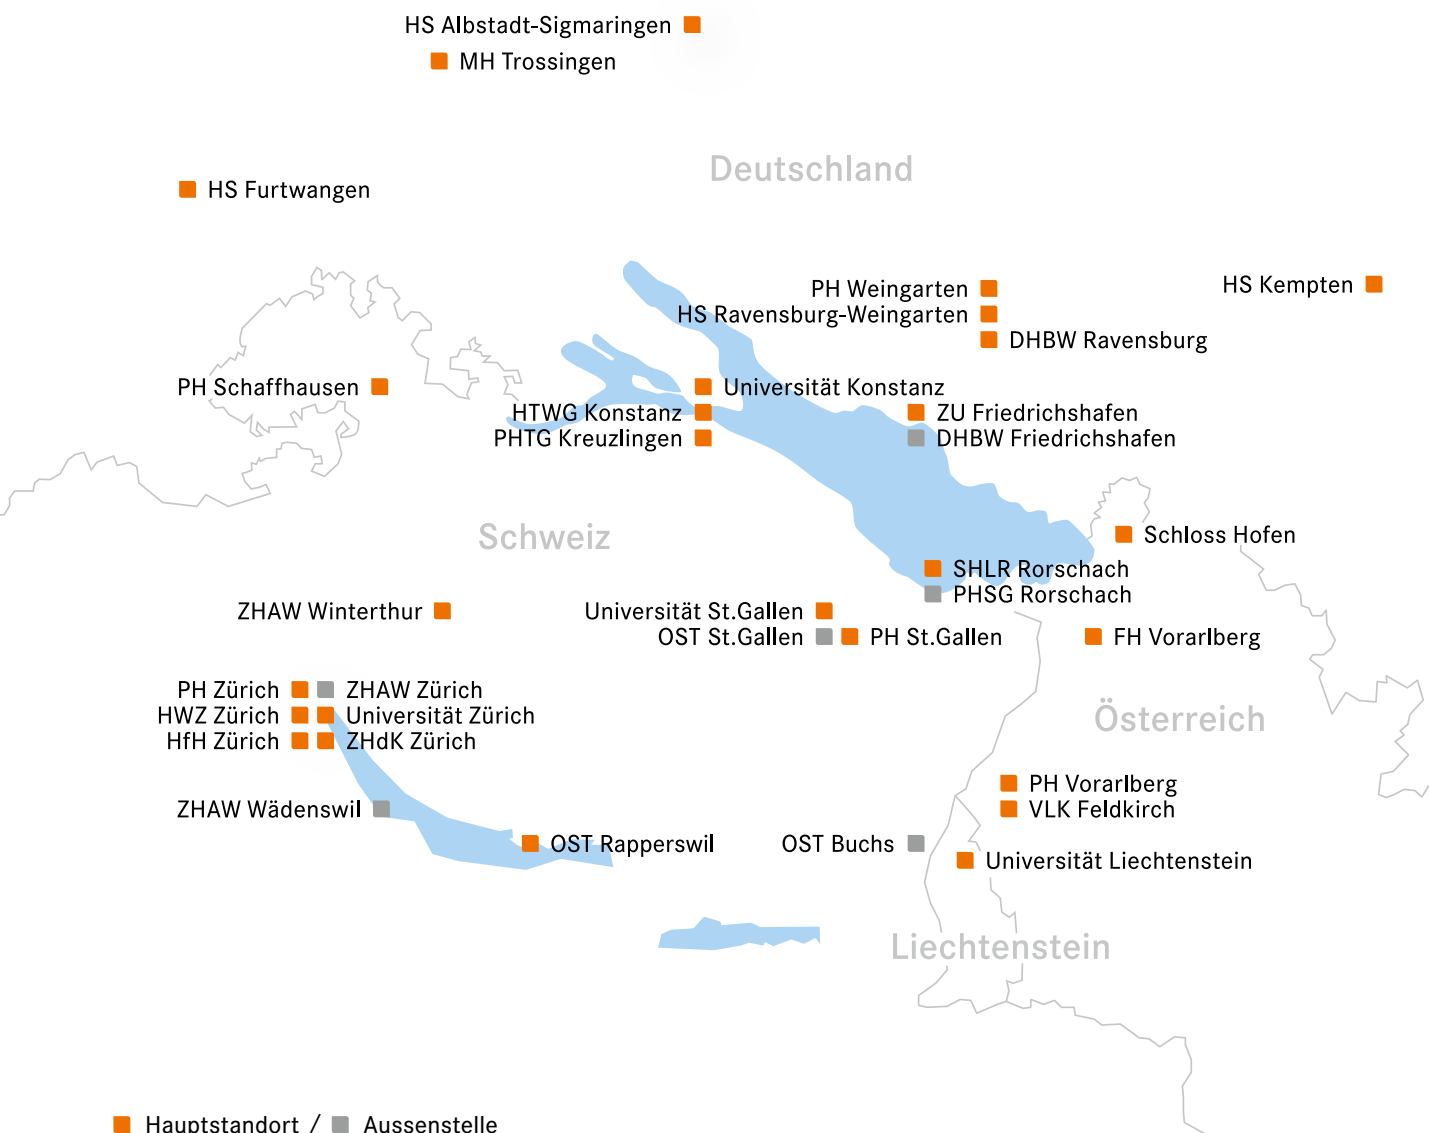 HS Albstadt-Sigmaringen
MH Trossingen
Deutschland
HS Furtwangen
PH Weingarten
HS Kempten
HS Ravensburg-Weingarten
DHBW Ravensburg
PH Schaffhausen
Universität Konstanz
HTWG Konstanz
ZU Friedrichshafen
PHTG Kreuzlingen
DHBW Friedrichshafen
Schweiz
Schloss Hofen
SHLR Rorschach
PHSG Rorschach
ZHAW Winterthur
Universität St.Gallen
OST St.Gallen
PH St.Gallen
FH Vorarlberg
PH Zürich
ZHAW Zürich
HWZ Zürich
Universität Zürich
HfH Zürich
ZHdK Zürich
Österreich
PH Vorarlberg
ZHAW Wädenswil
VLK Feldkirch
OST Rapperswil
OST Buchs
Universität Liechtenstein
Liechtenstein
Hauptstandort / Aussenstelle